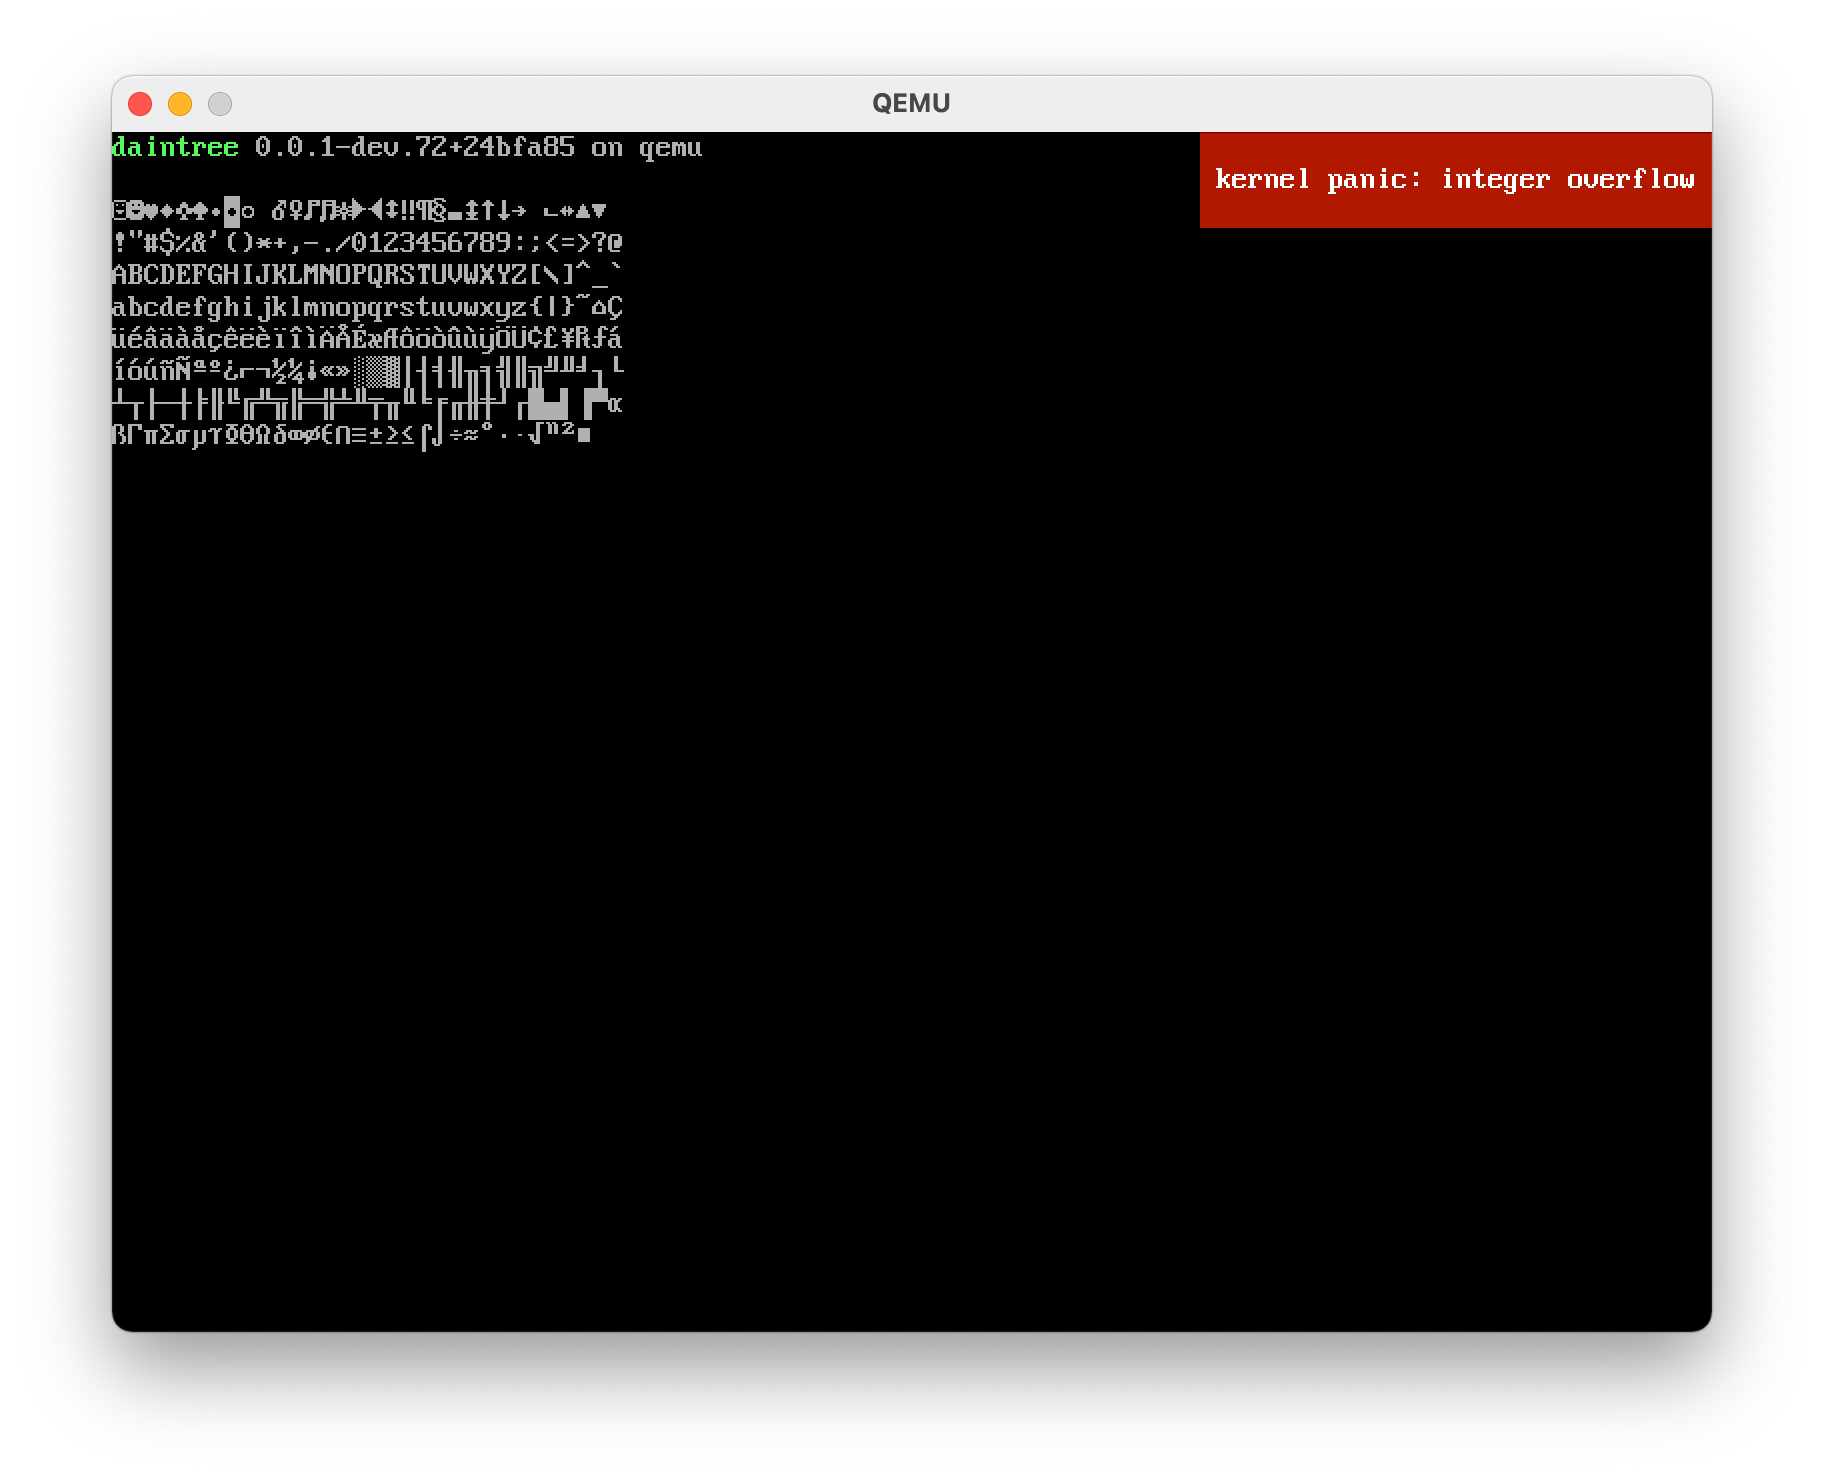 QEMU
daintree 0.0.1-dev.72+24bfa85 on qemu
kernel panic: integer overflow
☺☻♥♦♣♠•◘○ ♂♀♪♫☼►◄↕‼¶§▬↨↑↓→ ∟↔▲▼
!"#$%&'()*+,-./0123456789:;<=>?@
ABCDEFGHIJKLMNOPQRSTUVWXYZ[\]^_`
abcdefghijklmnopqrstuvwxyz{|}~⌂Ç
üéâäàåçêëèïîìÄÅÉæÆôöòûùÿÖÜ¢£¥₧ƒá
íóúñÑªº¿⌐¬½¼¡«»░▒▓│┤╡╢╖╕╣║╗╝╜╛┐└
┴┬├─┼╞╟╚╔╩╦╠═╬╧╨╤╥╙╘╒╓╫╪┘┌█▄▌▐▀α
ßΓπΣσµτΦΘΩδ∞φε∩≡±≥≤⌠⌡÷≈°∙·√ⁿ²■